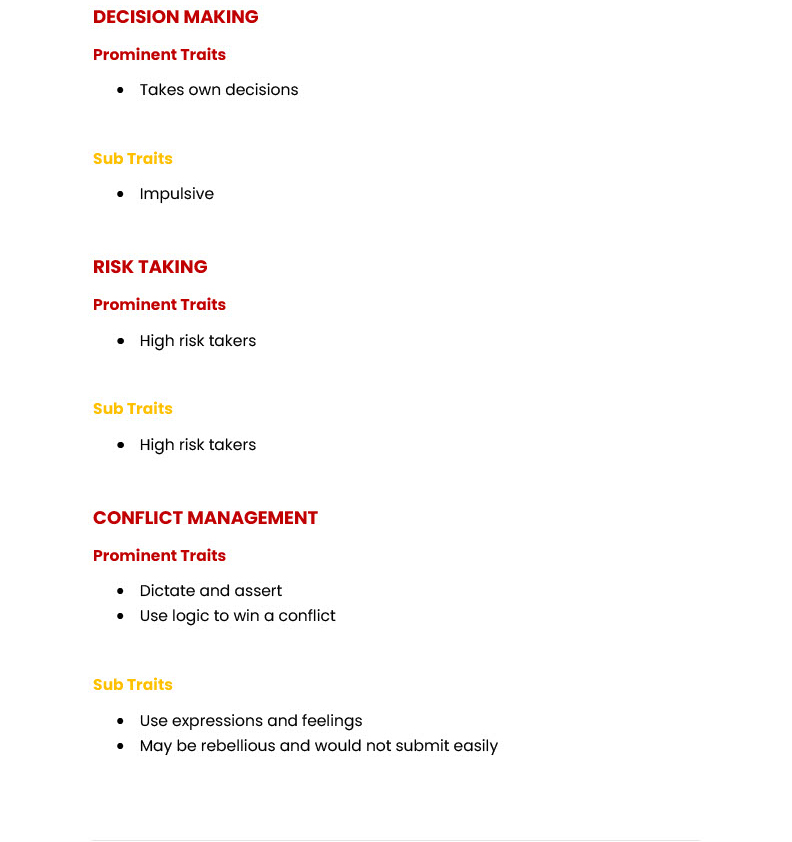 DECISION MAKING
Prominent Traits
• Takes own decisions
Sub Traits
• Impulsive
RISK TAKING
Prominent Traits
• High risk takers
Sub Traits
• High risk takers
CONFLICT MANAGEMENT
Prominent Traits
• Dictate and assert
• Use logic to win a conflict
Sub Traits
• Use expressions and feelings
• May be rebellious and would not submit easily